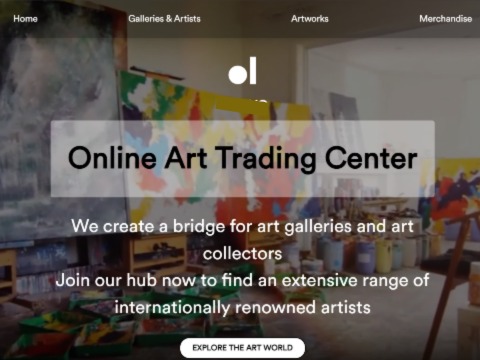 Home
Galleries & Artists
Artworks
Merchandise
Online Art Trading Center
We create a bridge for art galleries and art
collectors
Join our hub now to find an extensive range of
internationally renowned artists
EXPLORE THE ART WORLD